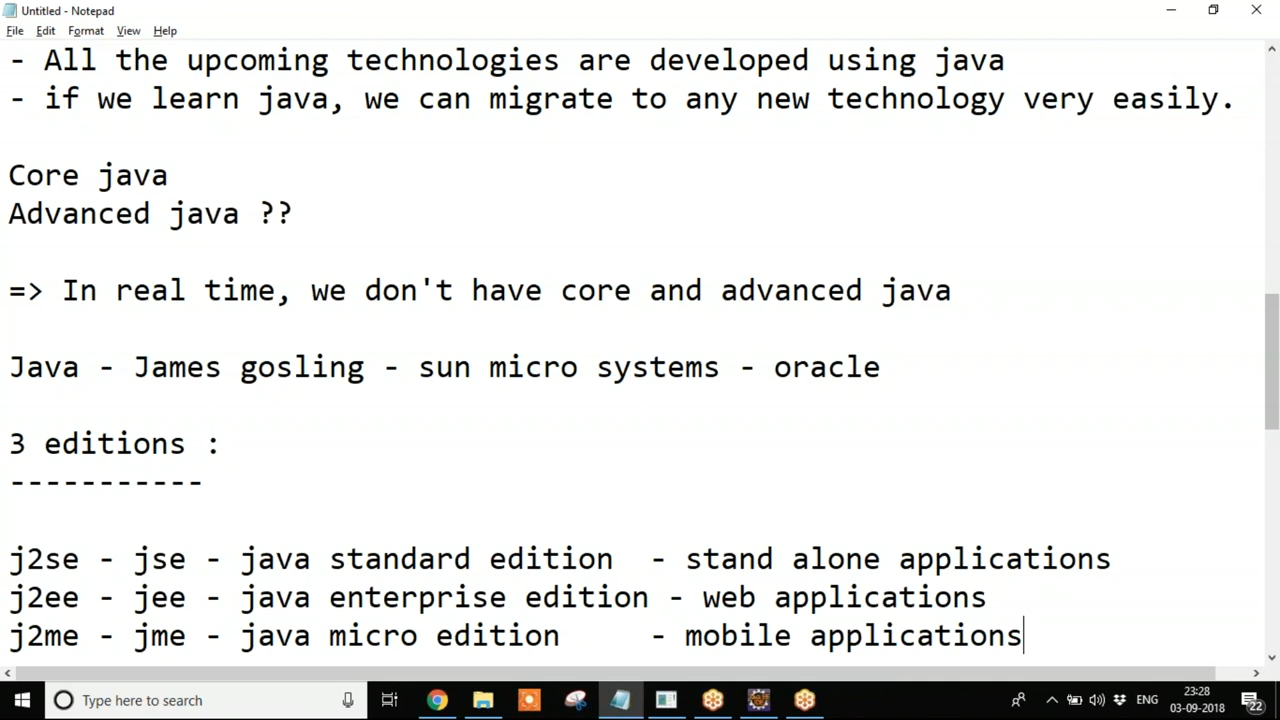 Untitled - Notepad
File Edit Format View Help
- All the upcoming technologies are developed using java
- if we learn java, we can migrate to any new technology very easily.
Core java
Advanced java ??
=> In real time, we don't have core and advanced java
Java - James gosling - sun micro systems - oracle
3 editions :
-----------
j2se - jse - java standard edition  - stand alone applications
j2ee - jee - java enterprise edition - web applications
j2me - jme - java micro edition     - mobile applications
Type here to search
ENG
23:28
03-09-2018
22